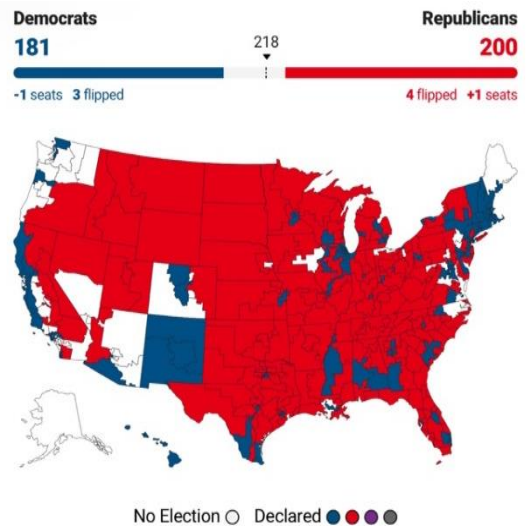 Democrats
Republicans
181
218
200
-1 seats 3 flipped
4 flipped +1 seats
No Election
Declared